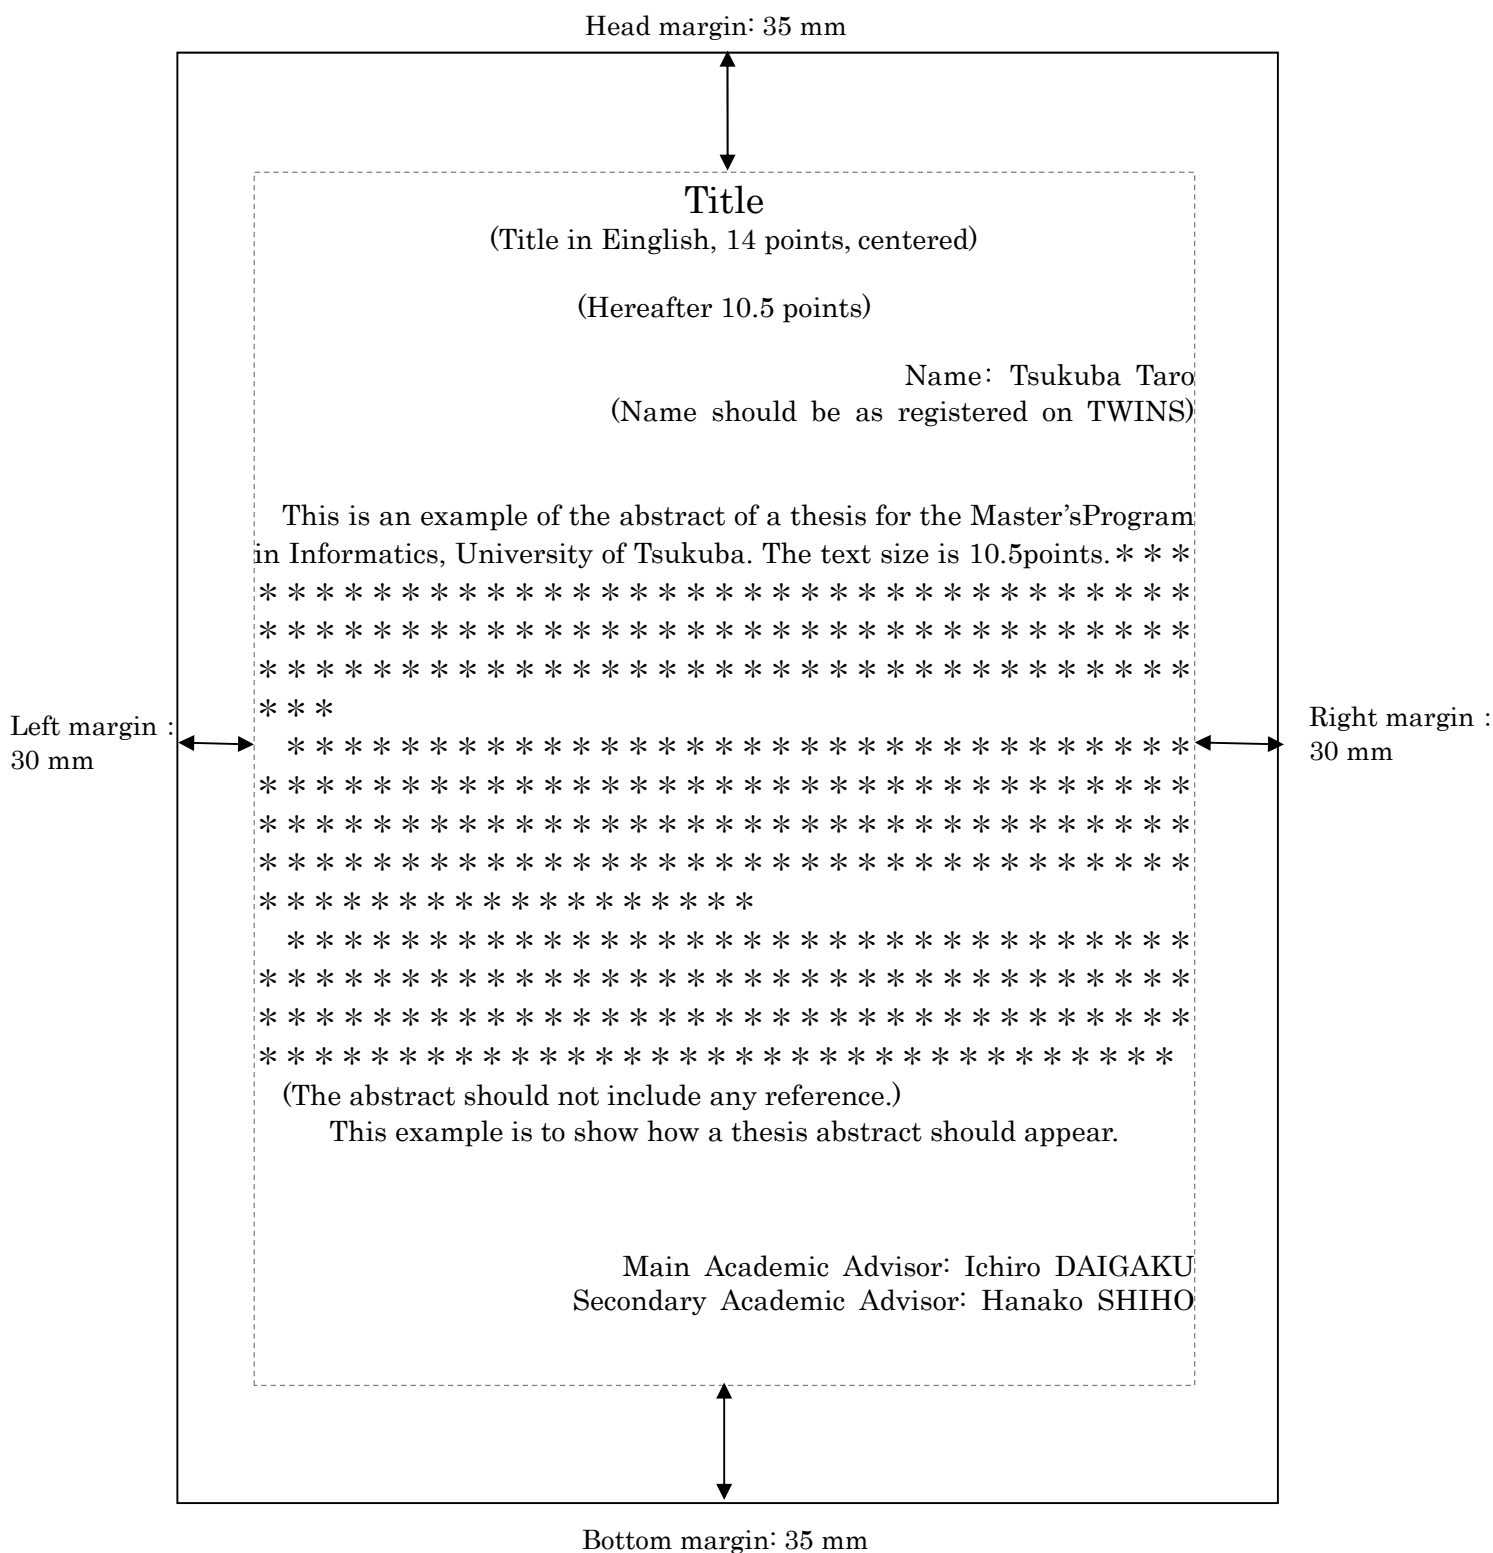 Head margin: 35 mm
Title
(Title in Einglish, 14 points, centered)
(Hereafter 10.5 points)
Name: Tsukuba Taro
(Name should be as registered on TWINS)
This is an example of the abstract of a thesis for the Master'sProgram
in Informatics, University of Tsukuba. The text size is 10.5points.＊＊＊
＊＊＊＊＊＊＊＊＊＊＊＊＊＊＊＊＊＊＊＊＊＊＊＊＊＊＊＊＊＊＊＊＊
＊＊＊＊＊＊＊＊＊＊＊＊＊＊＊＊＊＊＊＊＊＊＊＊＊＊＊＊＊＊＊＊＊
＊＊＊＊＊＊＊＊＊＊＊＊＊＊＊＊＊＊＊＊＊＊＊＊＊＊＊＊＊＊＊＊＊
＊＊＊
＊＊＊＊＊＊＊＊＊＊＊＊＊＊＊＊＊＊＊＊＊＊＊＊＊＊＊＊＊＊＊＊
＊＊＊＊＊＊＊＊＊＊＊＊＊＊＊＊＊＊＊＊＊＊＊＊＊＊＊＊＊＊＊＊＊
＊＊＊＊＊＊＊＊＊＊＊＊＊＊＊＊＊＊＊＊＊＊＊＊＊＊＊＊＊＊＊＊＊
＊＊＊＊＊＊＊＊＊＊＊＊＊＊＊＊＊＊＊＊＊＊＊＊＊＊＊＊＊＊＊＊＊
＊＊＊＊＊＊＊＊＊＊＊＊＊＊＊＊＊＊
＊＊＊＊＊＊＊＊＊＊＊＊＊＊＊＊＊＊＊＊＊＊＊＊＊＊＊＊＊＊＊＊
＊＊＊＊＊＊＊＊＊＊＊＊＊＊＊＊＊＊＊＊＊＊＊＊＊＊＊＊＊＊＊＊＊
＊＊＊＊＊＊＊＊＊＊＊＊＊＊＊＊＊＊＊＊＊＊＊＊＊＊＊＊＊＊＊＊＊
＊＊＊＊＊＊＊＊＊＊＊＊＊＊＊＊＊＊＊＊＊＊＊＊＊＊＊＊＊＊＊＊＊
(The abstract should not include any reference.)
This example is to show how a thesis abstract should appear.
Main Academic Advisor: Ichiro DAIGAKU
Secondary Academic Advisor: Hanako SHIHO
Left margin :
30 mm
Right margin :
30 mm
Bottom margin: 35 mm